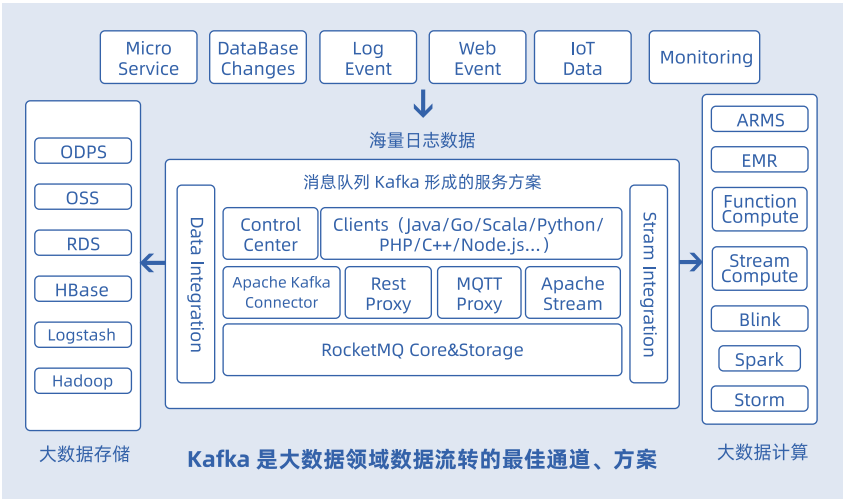 Micro
Service
DataBase
Changes
Log
Event
Web
Event
IoT
Data
Monitoring
海量日志数据
ODPS
OSS
RDS
HBase
Logstash
Hadoop
大数据存储
消息队列 Kafka 形成的服务方案
Data Integration
Control
Center
Clients（Java/Go/Scala/Python/
PHP/C++/Node.js...）
Apache Kafka
Connector
Rest
Proxy
MQTT
Proxy
Apache
Stream
RocketMQ Core&Storage
Stram Integration
ARMS
EMR
Function
Compute
Stream
Compute
Blink
Spark
Storm
大数据计算
Kafka 是大数据领域数据流转的最佳通道、方案